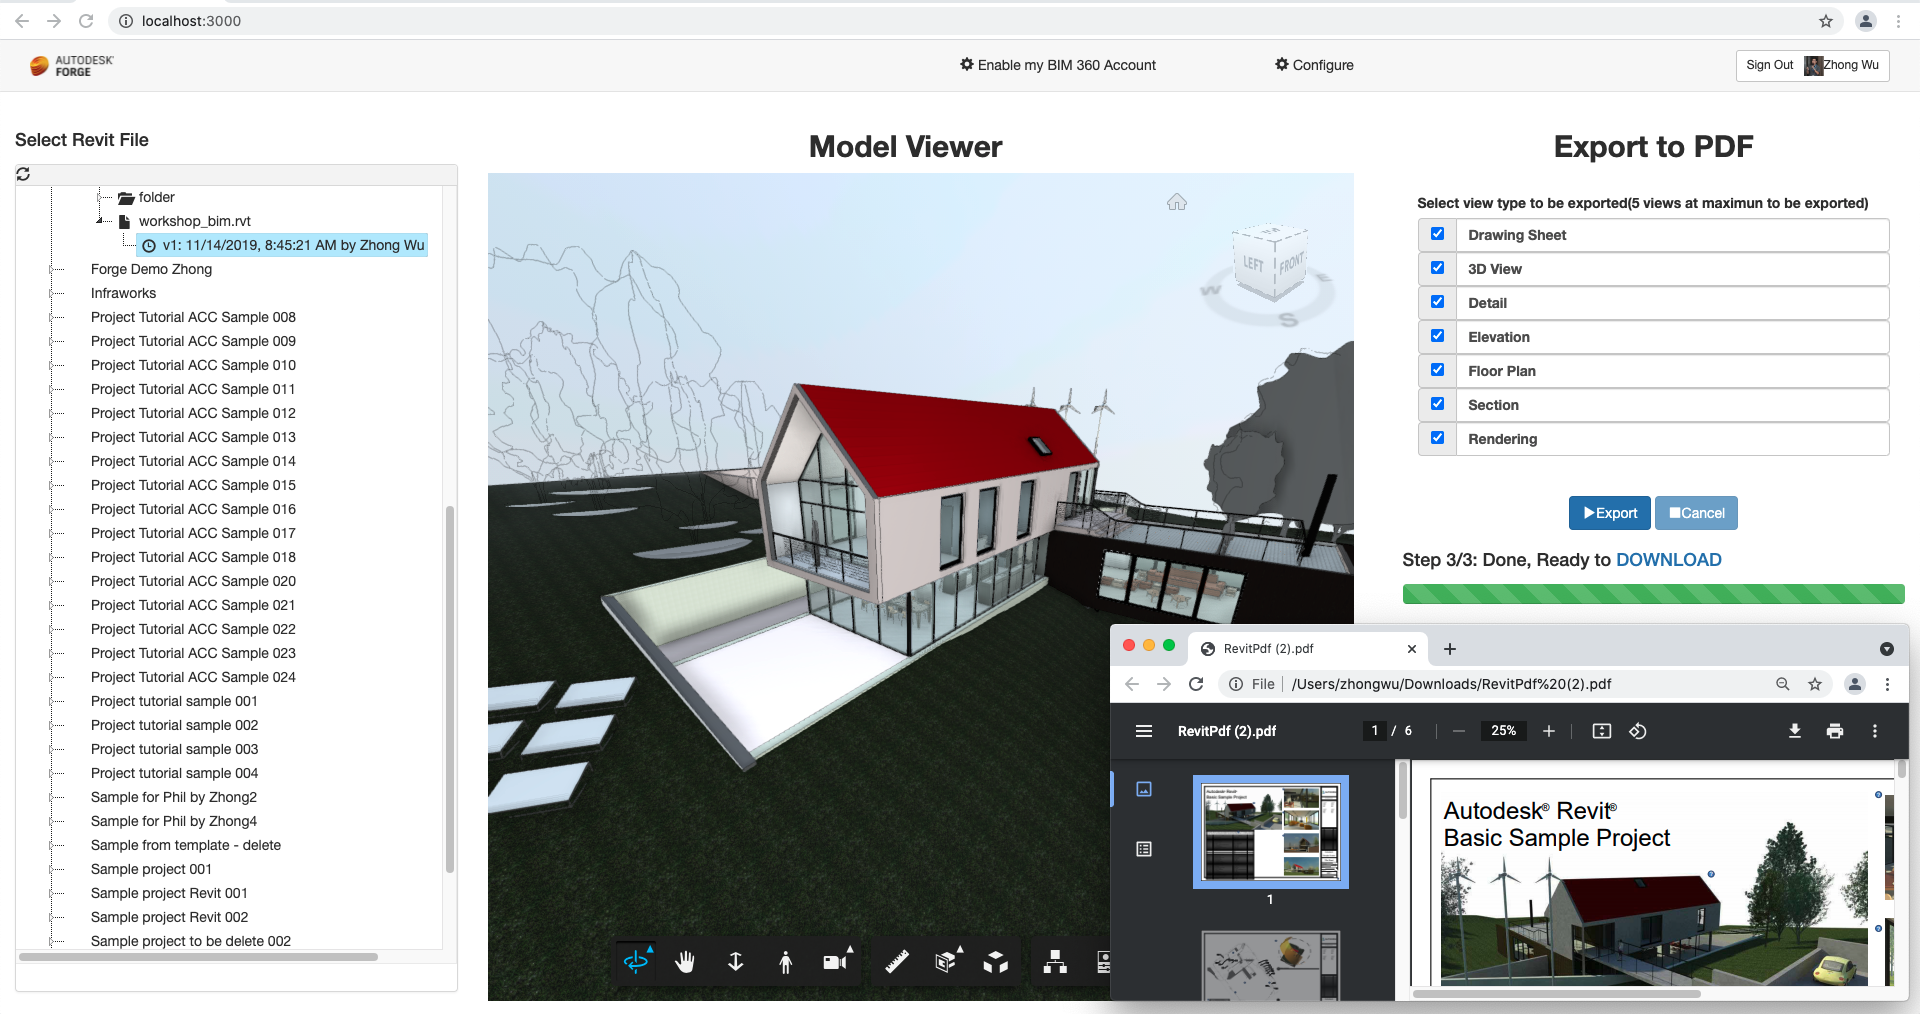 localhost:3000
AUTODESK
FORGE
Enable my BIM 360 Account
Configure
Sign Out
Zhong Wu
Select Revit File
folder
workshop_bim.rvt
v1: 11/14/2019, 8:45:21 AM by Zhong Wu
Forge Demo Zhong
Infraworks
Project Tutorial ACC Sample 008
Project Tutorial ACC Sample 009
Project Tutorial ACC Sample 010
Project Tutorial ACC Sample 011
Project Tutorial ACC Sample 012
Project Tutorial ACC Sample 013
Project Tutorial ACC Sample 014
Project Tutorial ACC Sample 015
Project Tutorial ACC Sample 016
Project Tutorial ACC Sample 017
Project Tutorial ACC Sample 018
Project Tutorial ACC Sample 020
Project Tutorial ACC Sample 021
Project Tutorial ACC Sample 022
Project Tutorial ACC Sample 023
Project Tutorial ACC Sample 024
Project tutorial sample 001
Project tutorial sample 002
Project tutorial sample 003
Project tutorial sample 004
Sample for Phil by Zhong2
Sample for Phil by Zhong4
Sample from template - delete
Sample project 001
Sample project Revit 001
Sample project Revit 002
Sample project to be delete 002
Model Viewer
LEFT
FRONT
W
S
E
Export to PDF
Select view type to be exported(5 views at maximun to be exported)
Drawing Sheet
3D View
Detail
Elevation
Floor Plan
Section
Rendering
Export
Cancel
Step 3/3: Done, Ready to DOWNLOAD
RevitPdf (2).pdf
File
/Users/zhongwu/Downloads/RevitPdf%20(2).pdf
RevitPdf (2).pdf
1 / 6
25%
Autodesk® Revit®
Basic Sample Project
1
Autodesk® Revit®
Basic Sample Project